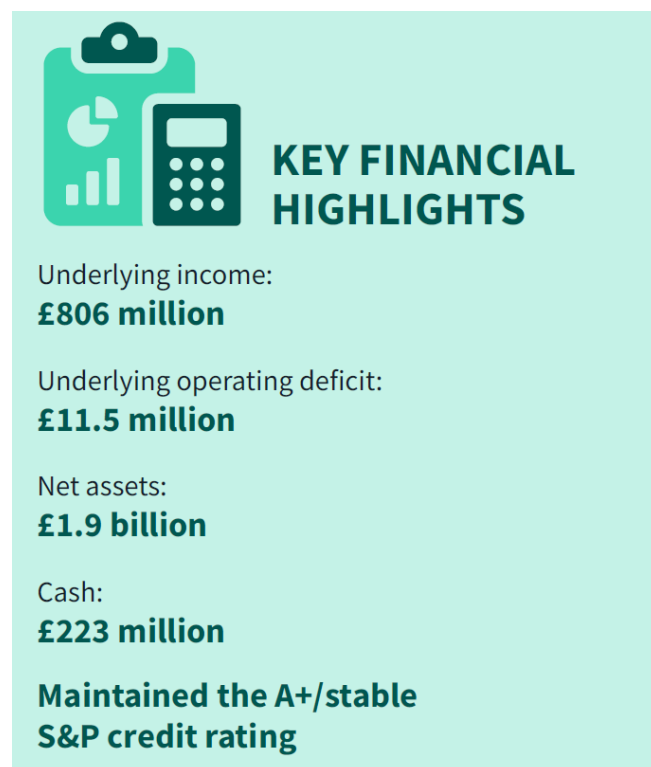 KEY FINANCIAL
HIGHLIGHTS
Underlying income:
£806 million
Underlying operating deficit:
£11.5 million
Net assets:
£1.9 billion
Cash:
£223 million
Maintained the A+/stable
S&P credit rating